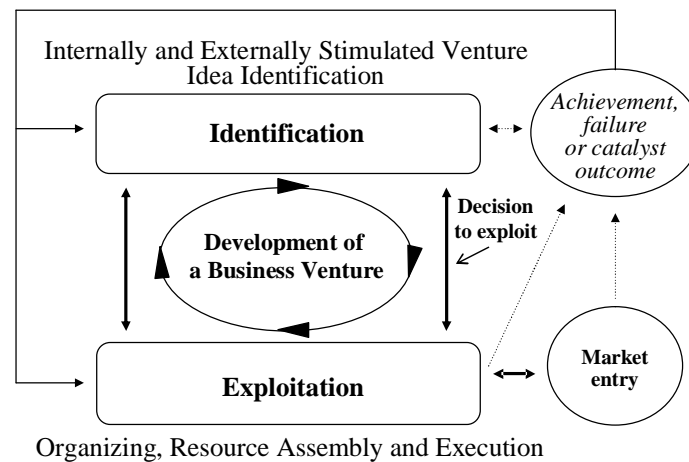 Internally and Externally Stimulated Venture
Idea Identification
Identification
Achievement,
failure
or catalyst
outcome
Decision
to exploit
Development of
a Business Venture
Exploitation
Market
entry
Organizing, Resource Assembly and Execution